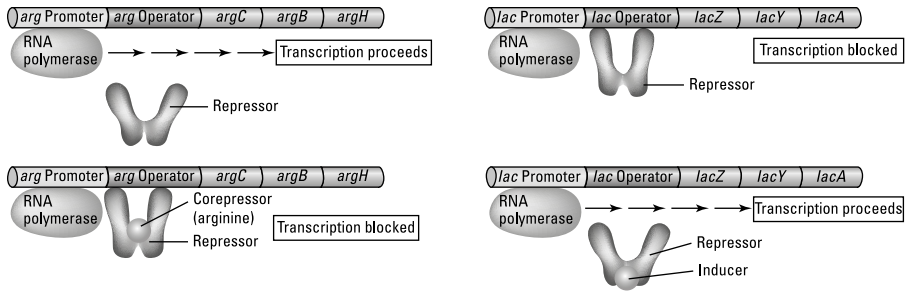 arg Promoter arg Operator argC argB argH
RNA
polymerase
Transcription proceeds
Repressor
lac Promoter lac Operator lacZ lacY lacA
RNA
polymerase
Transcription blocked
Repressor
arg Promoter arg Operator argC argB argH
RNA
polymerase
Corepressor
(arginine)
Repressor
Transcription blocked
lac Promoter lac Operator lacZ lacY lacA
RNA
polymerase
Transcription proceeds
Repressor
Inducer